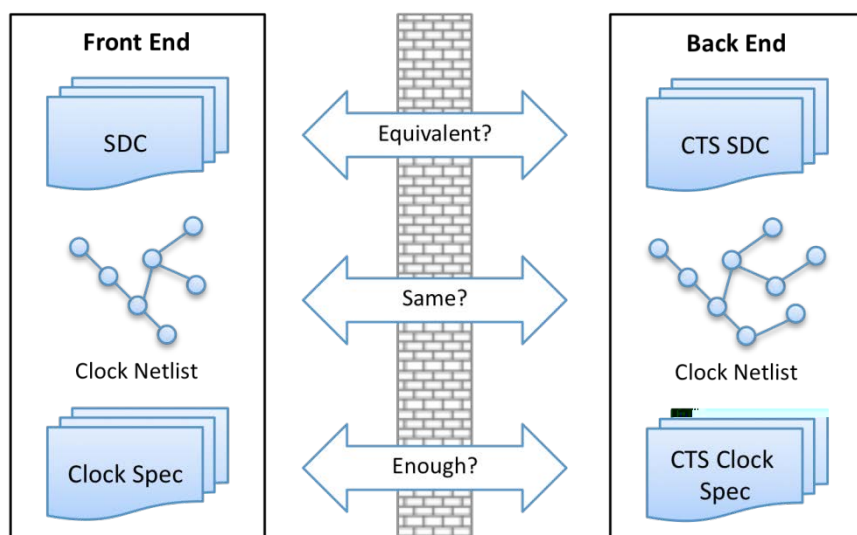 Front End
Back End
SDC
Equivalent?
CTS SDC
Same?
Clock Netlist
Clock Netlist
Clock Spec
Enough?
CTS Clock
Spec